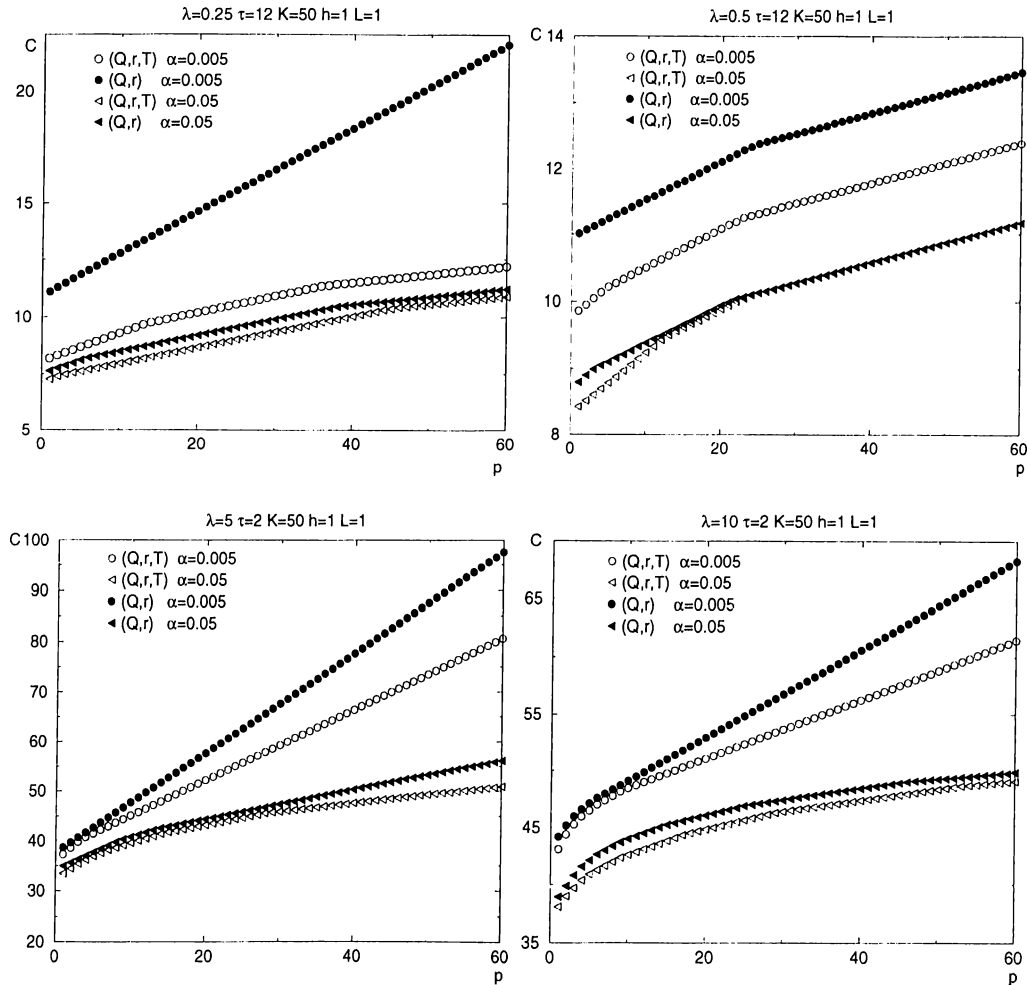 λ=0.25 τ=12 K=50 h=1 L=1
C
(Q,r,T) α=0.005
(Q,r) α=0.005
(Q,r,T) α=0.05
(Q,r) α=0.05
20
15
10
5
0 20 40 60
p
λ=0.5 τ=12 K=50 h=1 L=1
C 14
(Q,r,T) α=0.005
(Q,r,T) α=0.05
(Q,r) α=0.005
(Q,r) α=0.05
12
10
8
0 20 40 60
p
λ=5 τ=2 K=50 h=1 L=1
C 100
(Q,r,T) α=0.005
(Q,r,T) α=0.05
(Q,r) α=0.005
(Q,r) α=0.05
90
80
70
60
50
40
30
20
0 20 40 60
p
λ=10 τ=2 K=50 h=1 L=1
C
(Q,r,T) α=0.005
(Q,r,T) α=0.05
(Q,r) α=0.005
(Q,r) α=0.05
65
55
45
35
0 20 40 60
p